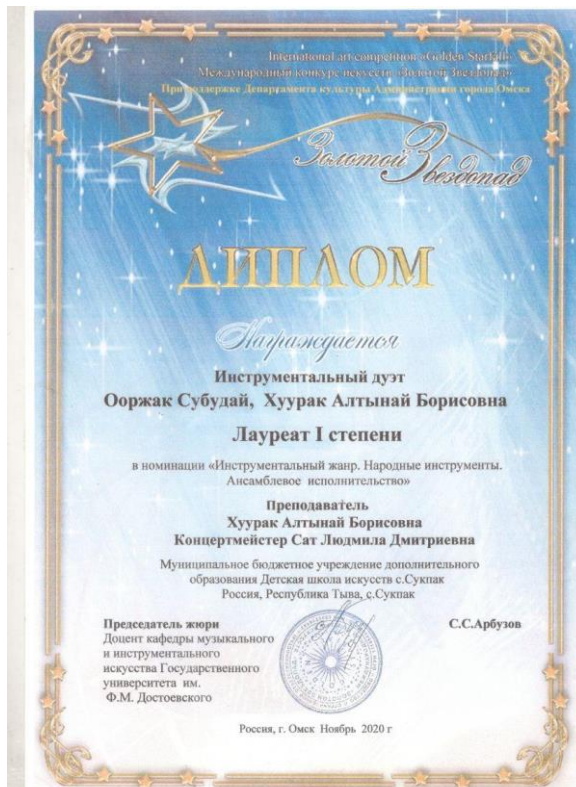 International art competition «Golden Starfall»
Международный конкурс искусств «Золотой Звездопад»
При поддержке Департамента культуры Администрации города Омска
Золотой Звездопад
ДИПЛОМ
Награждается
Инструментальный дуэт
Ооржак Субудай, Хуурак Алтынай Борисовна
Лауреат I степени
в номинации «Инструментальный жанр. Народные инструменты.
Ансамблевое исполнительство»
Преподаватель
Хуурак Алтынай Борисовна
Концертмейстер Сат Людмила Дмитриевна
Муниципальное бюджетное учреждение дополнительного
образования Детская школа искусств с.Сукпак
Россия, Республика Тыва, с.Сукпак
Председатель жюри С.С.Арбузов
Доцент кафедры музыкального
и инструментального
искусства Государственного
университета им.
Ф.М. Достоевского
Россия, г. Омск Ноябрь 2020 г